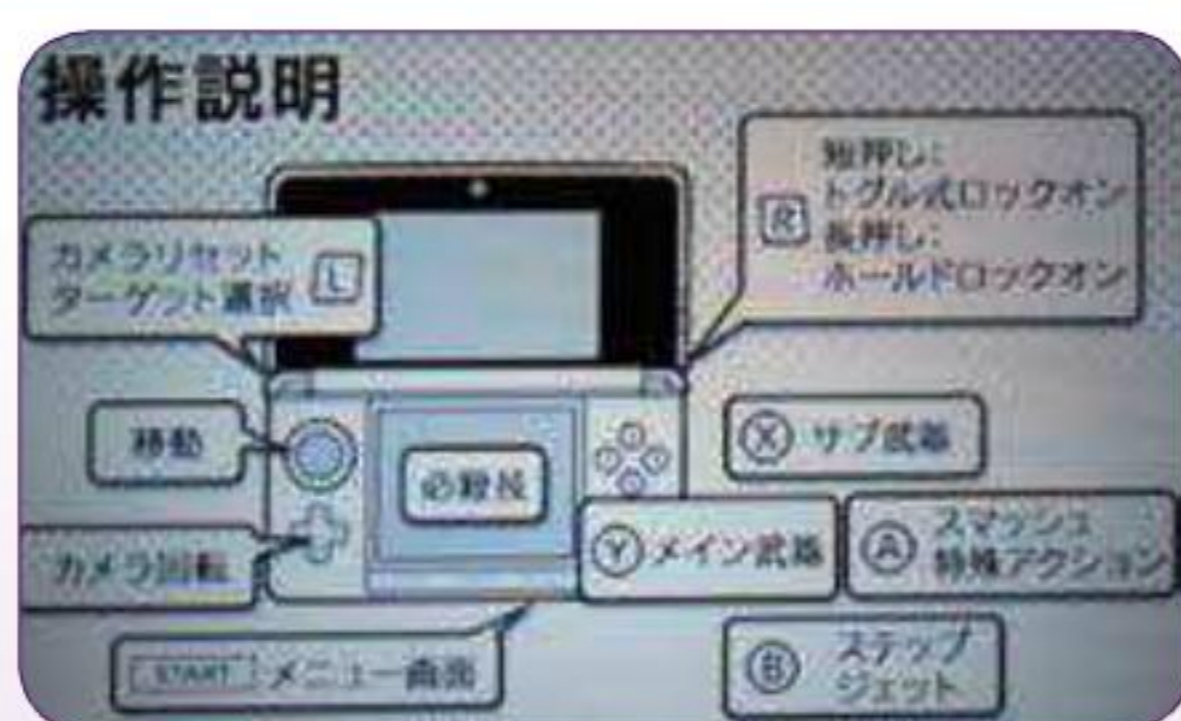 操作説明
短押し:
トグル式ロックオン
R
長押し:
ホールドロックオン
カメラリセット
ターゲット選択 L
移動
必殺技
X サブ武器
カメラ回転
Y メイン武器
A スマッシュ
特殊アクション
START メニュー画面
B ステップ
ジェット